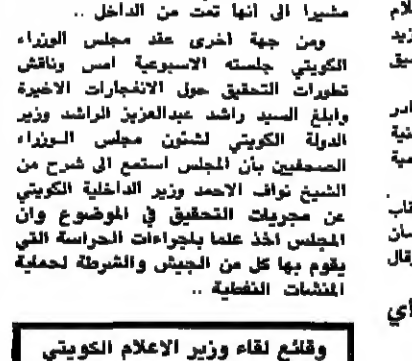 مشيرا الى انها تمت من الداخل ..
ومن جهة اخرى عقد مجلس الوزراء
الكويتي جلسته الاسبوعية امس وناقش
تطورات التحقيق حول الانفجارات الاخيرة
وابلغ السيد راشد عبدالعزيز الراشد وزير
الدولة الكويتي لشئون مجلس الوزراء
الصحفيين بأن المجلس استمع الى شرح من
الشيخ نواف الاحمد وزير الداخلية الكويتي
عن مجريات التحقيق في الموضوع وان
المجلس اخذ علما باجراءات الحراسة التي
يقوم بها كل من الجيش والشرطة لحماية
المنشآت النفطية ..
وقائع لقاء وزير الاعلام الكويتي